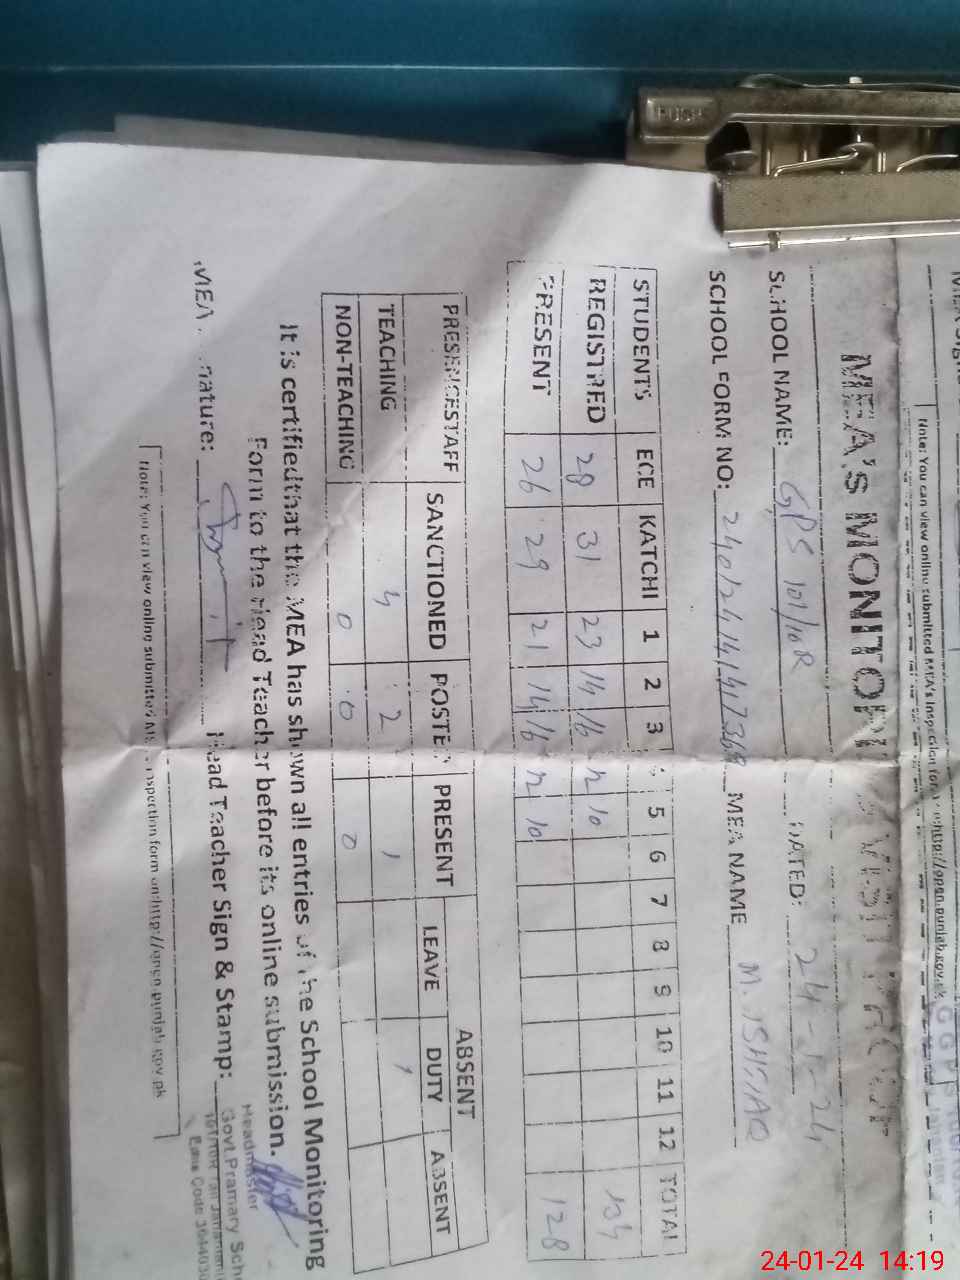 Note: You can view online submitted MEA's Inspection form on http://open.punjab.gov.pk
MEA'S MONITORING VISIT PROOF
SCHOOL NAME: GPS 101/10R DATED: 24-1-24
SCHOOL FORM NO: MEA NAME M. ISHTIAQ
STUDENTS ECE KATCHI 1 2 3 5 6 7 8 9 10 11 12 TOTAL
REGISTRED 28 31 23 14 16 12 10 134
PRESENT 26 29 21 14 16 12 10 128
PRESENCE STAFF SANCTIONED POSTED PRESENT ABSENT
LEAVE DUTY ABSENT
TEACHING 4 2 1 1
NON-TEACHING 0 0 0
It is certified that the MEA has shown all entries of the School Monitoring
Form to the Head Teacher before its online submission.
MEA Signature: Head Teacher Sign & Stamp:
Headmaster
Govt. Pramary Sch
Note: You can view online submitted MEA's Inspection form on: http://open.punjab.gov.pk
24-01-24 14:19